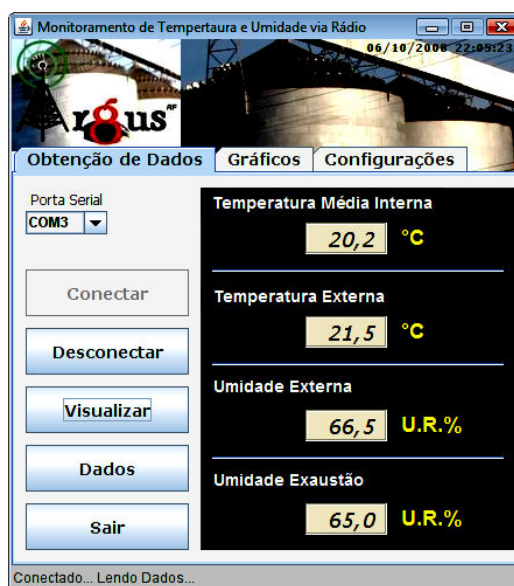 Monitoramento de Tempertaura e Umidade via Rádio
06/10/2008 22:05:23
Argus RF
Obtenção de Dados
Gráficos
Configurações
Porta Serial
COM3
Conectar
Desconectar
Visualizar
Dados
Sair
Temperatura Média Interna
20,2 °C
Temperatura Externa
21,5 °C
Umidade Externa
66,5 U.R.%
Umidade Exaustão
65,0 U.R.%
Conectado... Lendo Dados...